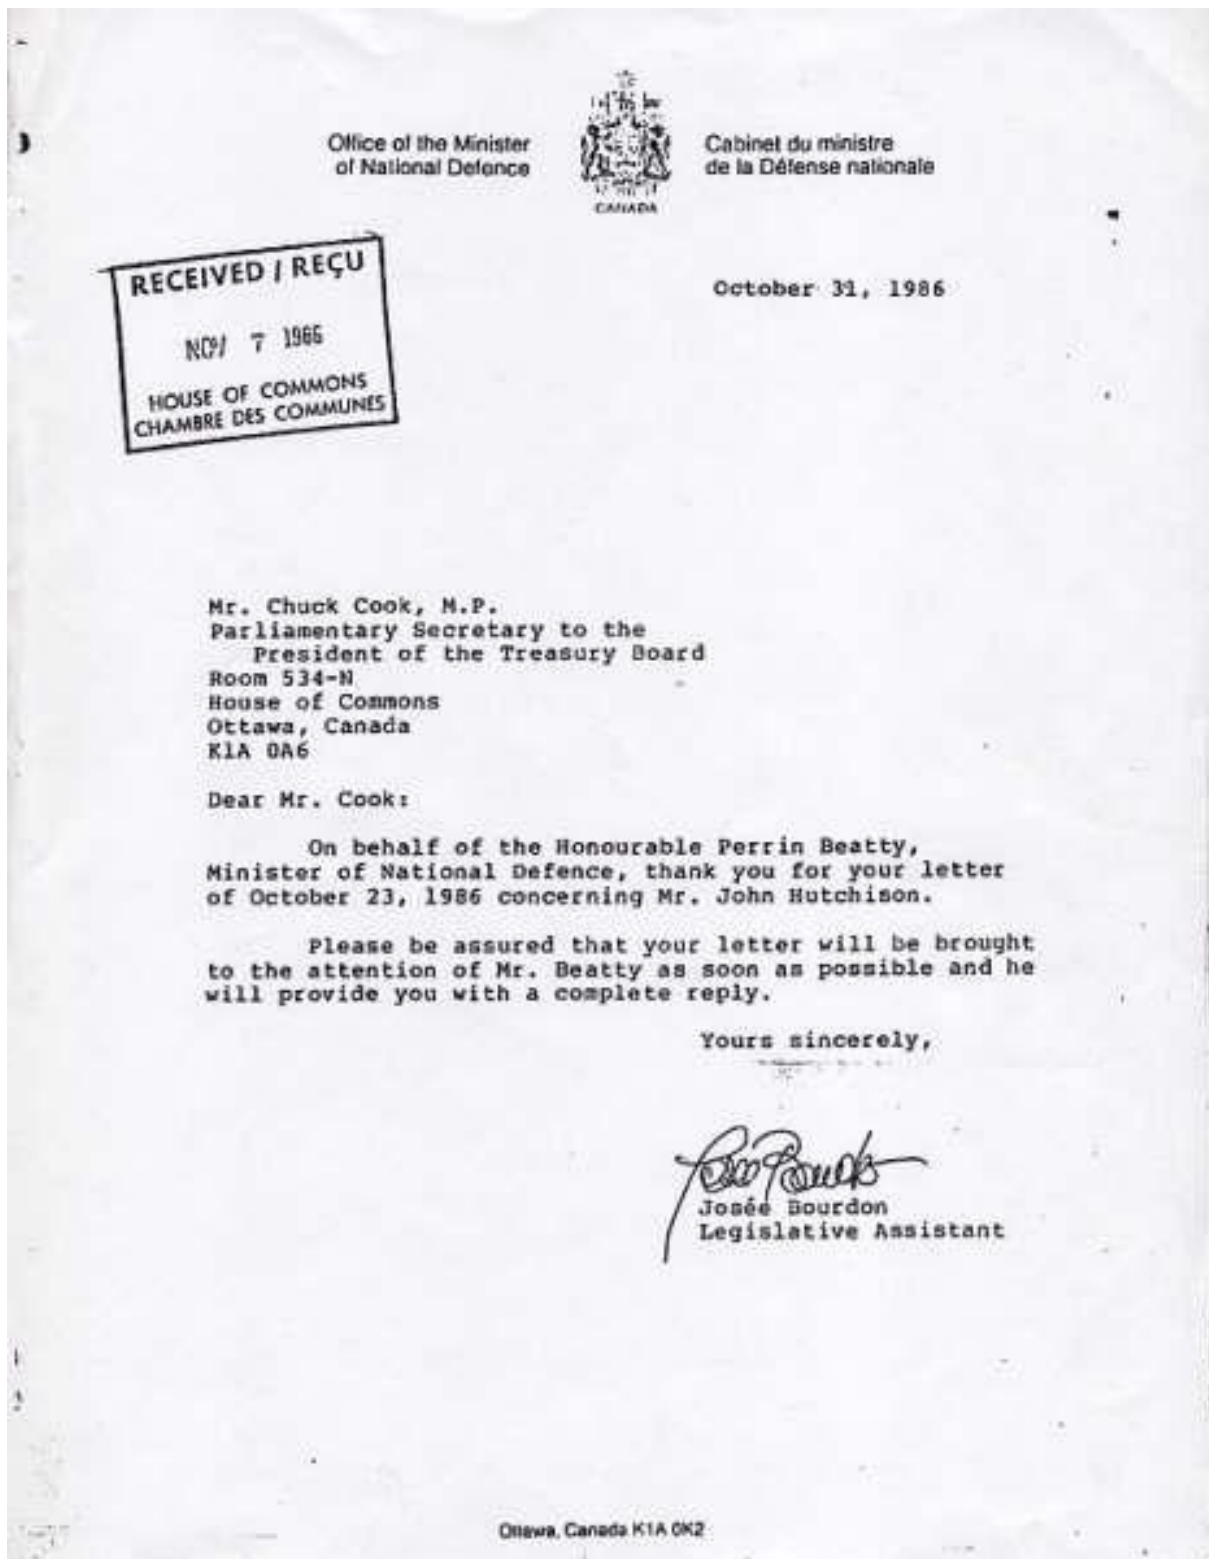 Office of the Minister
of National Defence
CANADA
Cabinet du ministre
de la Défense nationale
RECEIVED / REÇU
NOV 7 1986
HOUSE OF COMMONS
CHAMBRE DES COMMUNES
October 31, 1986
Mr. Chuck Cook, M.P.
Parliamentary Secretary to the
President of the Treasury Board
Room 534-N
House of Commons
Ottawa, Canada
K1A 0A6
Dear Mr. Cook:
On behalf of the Honourable Perrin Beatty,
Minister of National Defence, thank you for your letter
of October 23, 1986 concerning Mr. John Hutchison.
Please be assured that your letter will be brought
to the attention of Mr. Beatty as soon as possible and he
will provide you with a complete reply.
Yours sincerely,
Josée Bourdon
Legislative Assistant
Ottawa, Canada K1A 0K2